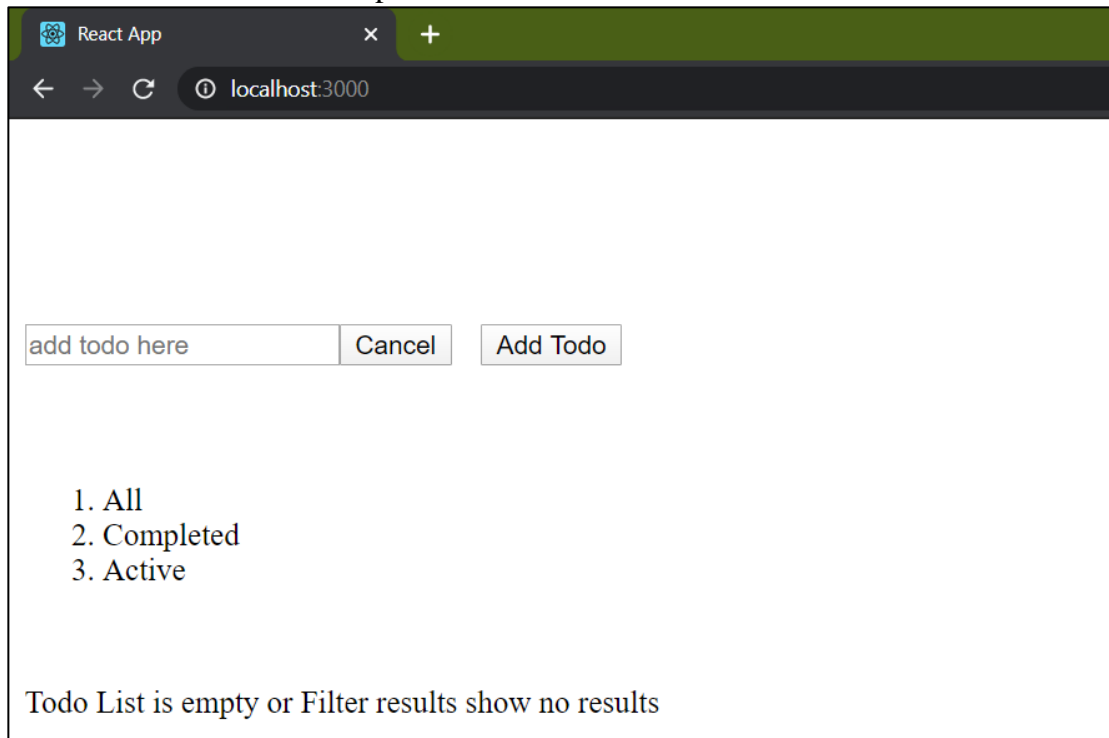 React App
localhost:3000
add todo here Cancel Add Todo
1. All
2. Completed
3. Active
Todo List is empty or Filter results show no results